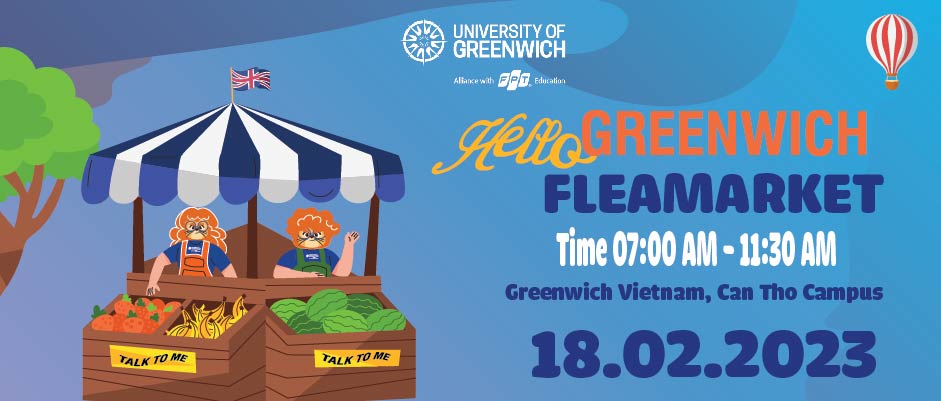 UNIVERSITY OF
GREENWICH
Alliance with FPT Education
Hello GREENWICH
FLEAMARKET
Time 07:00 AM - 11:30 AM
Greenwich Vietnam, Can Tho Campus
18.02.2023
TALK TO ME
TALK TO ME